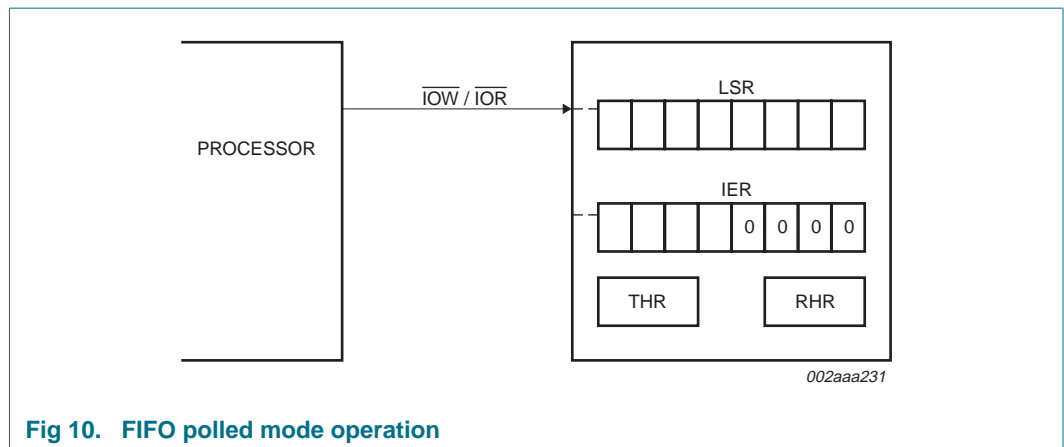 PROCESSOR
IOW / IOR
LSR
IER
0 0 0 0
THR RHR
002aaa231
Fig 10. FIFO polled mode operation